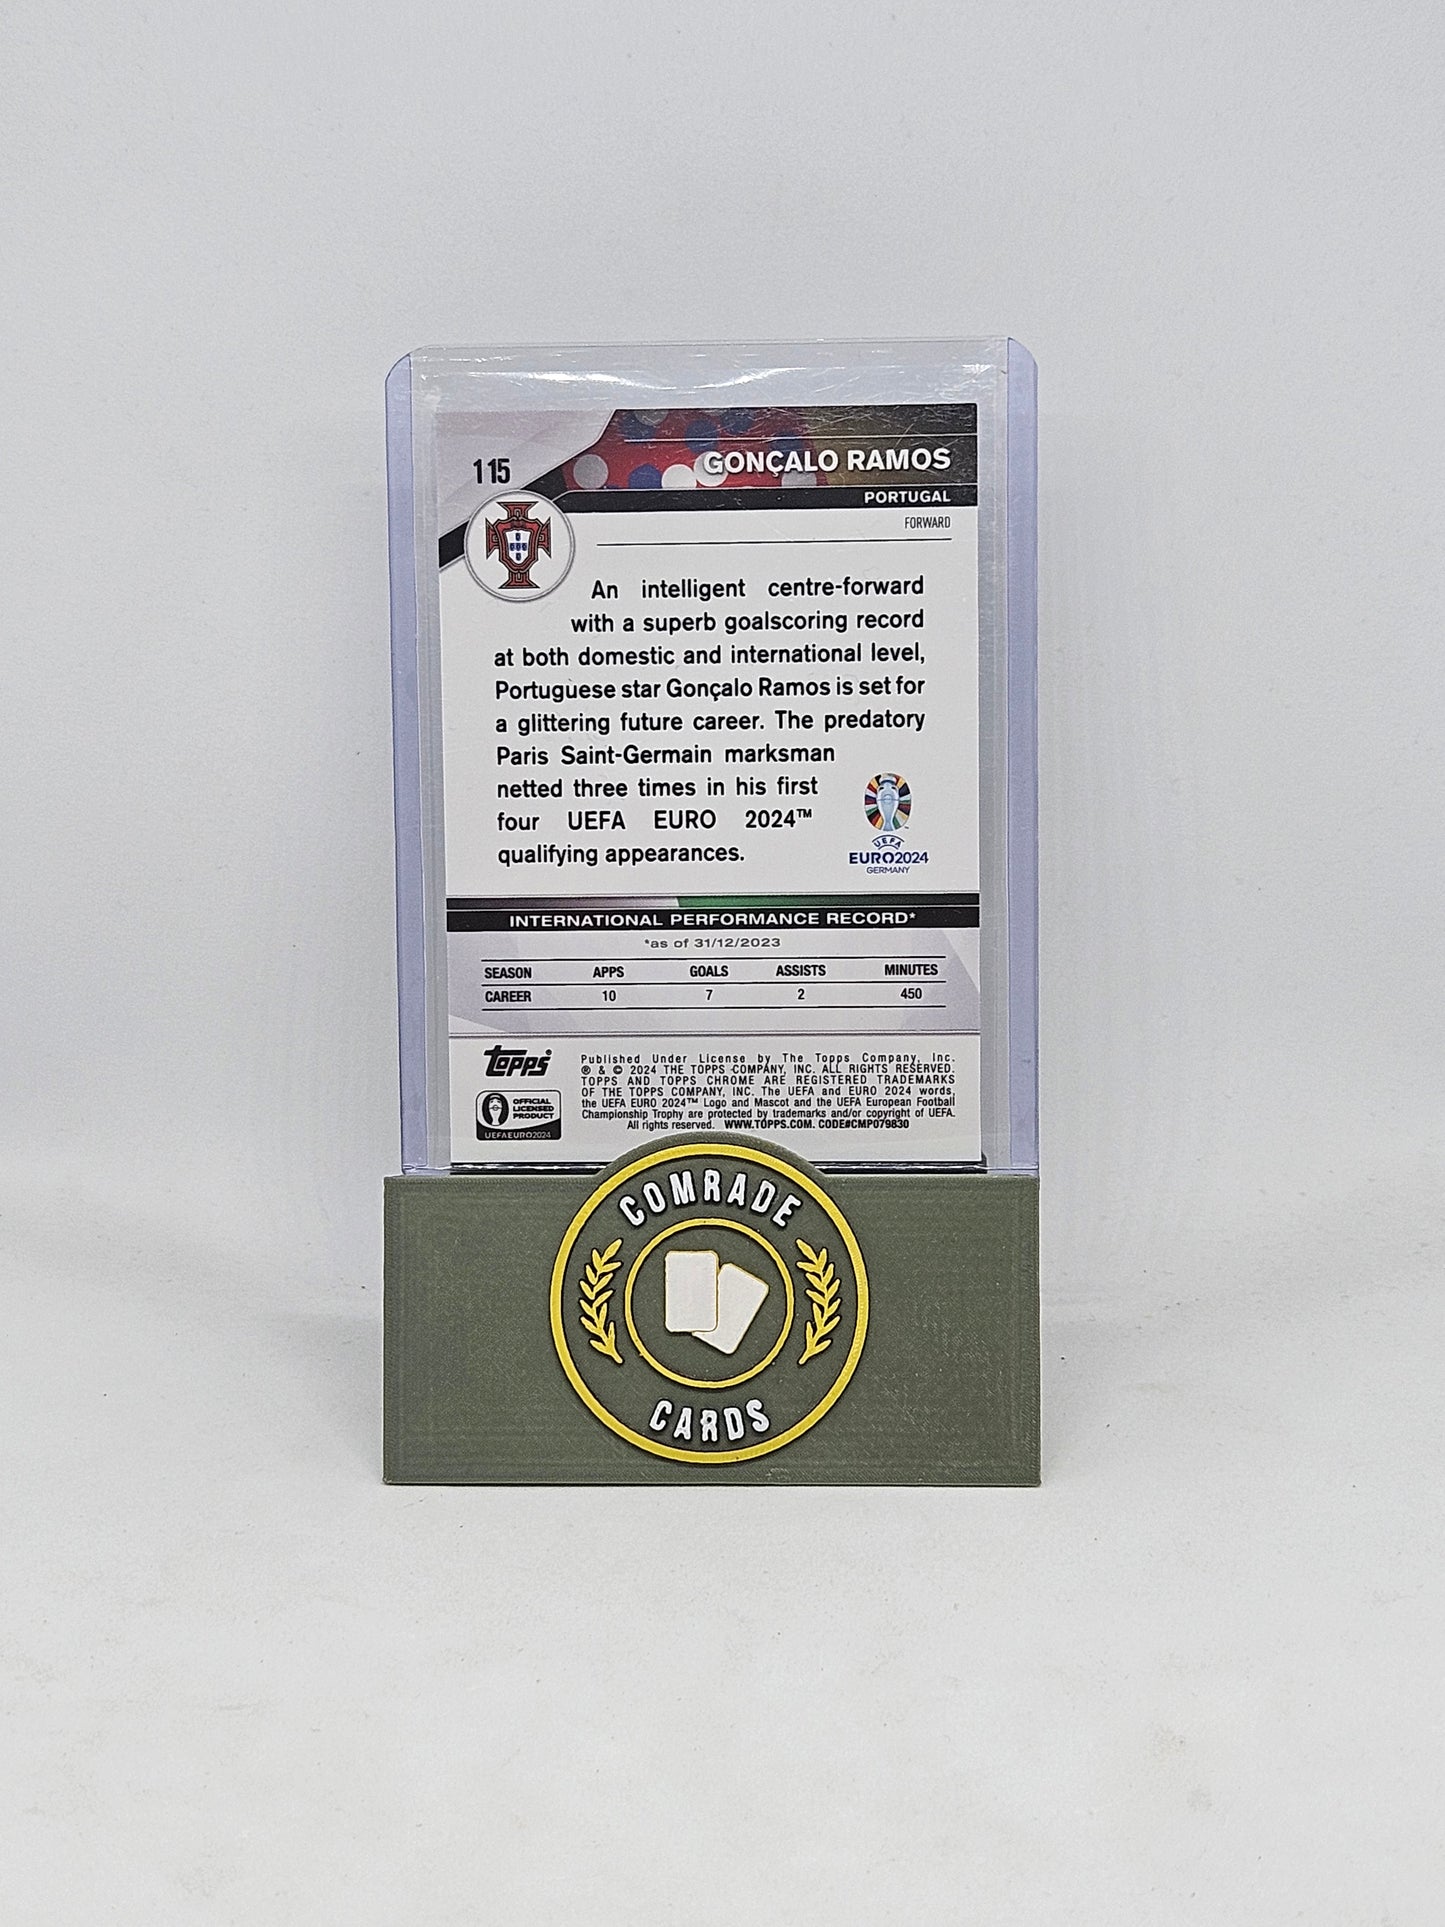 115
GONÇALO RAMOS
PORTUGAL
FORWARD
An intelligent centre-forward
with a superb goalscoring record
at both domestic and international level,
Portuguese star Gonçalo Ramos is set for
a glittering future career. The predatory
Paris Saint-Germain marksman
netted three times in his first
four UEFA EURO 2024™
qualifying appearances.
UEFA
EURO2024
GERMANY
INTERNATIONAL PERFORMANCE RECORD*
*as of 31/12/2023
SEASON APPS GOALS ASSISTS MINUTES
CAREER 10 7 2 450
topps
OFFICIAL
LICENSED
PRODUCT
UEFAEURO2024
Published Under License by The Topps Company, Inc.
® & © 2024 THE TOPPS COMPANY, INC. ALL RIGHTS RESERVED.
TOPPS AND TOPPS CHROME ARE REGISTERED TRADEMARKS
OF THE TOPPS COMPANY, INC. The UEFA and EURO 2024 words,
the UEFA EURO 2024™ Logo and Mascot and the UEFA European Football
Championship Trophy are protected by trademarks and/or copyright of UEFA.
All rights reserved. WWW.TOPPS.COM. CODE#CMP079830
COMRADE
CARDS